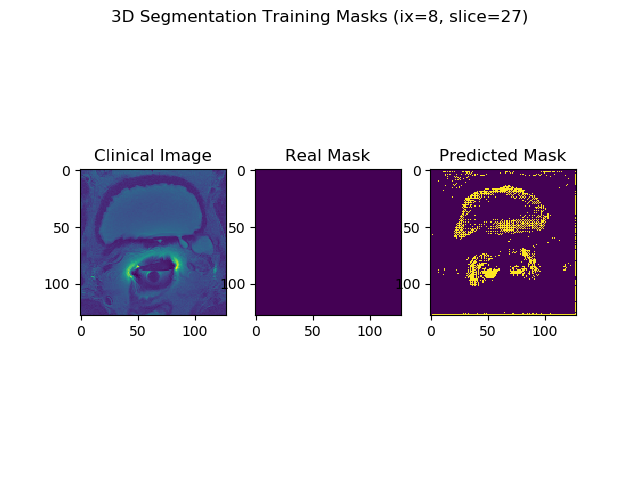 3D Segmentation Training Masks (ix=8, slice=27)
Clinical Image Real Mask Predicted Mask
0 0 0
50 50 50
100 100 100
0 50 100 0 50 100 0 50 100